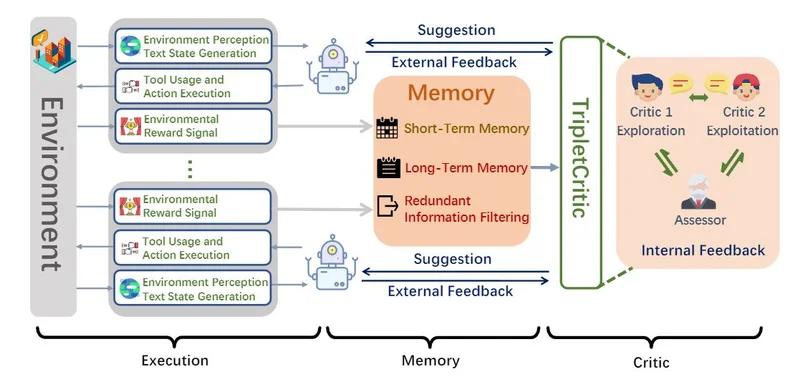 Environment
Environment Perception
Text State Generation
Tool Usage and
Action Execution
Environmental
Reward Signal
Environmental
Reward Signal
Tool Usage and
Action Execution
Environment Perception
Text State Generation
Suggestion
External Feedback
Memory
Short-Term Memory
Long-Term Memory
Redundant
Information Filtering
Suggestion
External Feedback
TripletCritic
Critic 1
Exploration
Critic 2
Exploitation
Assessor
Internal Feedback
Execution
Memory
Critic